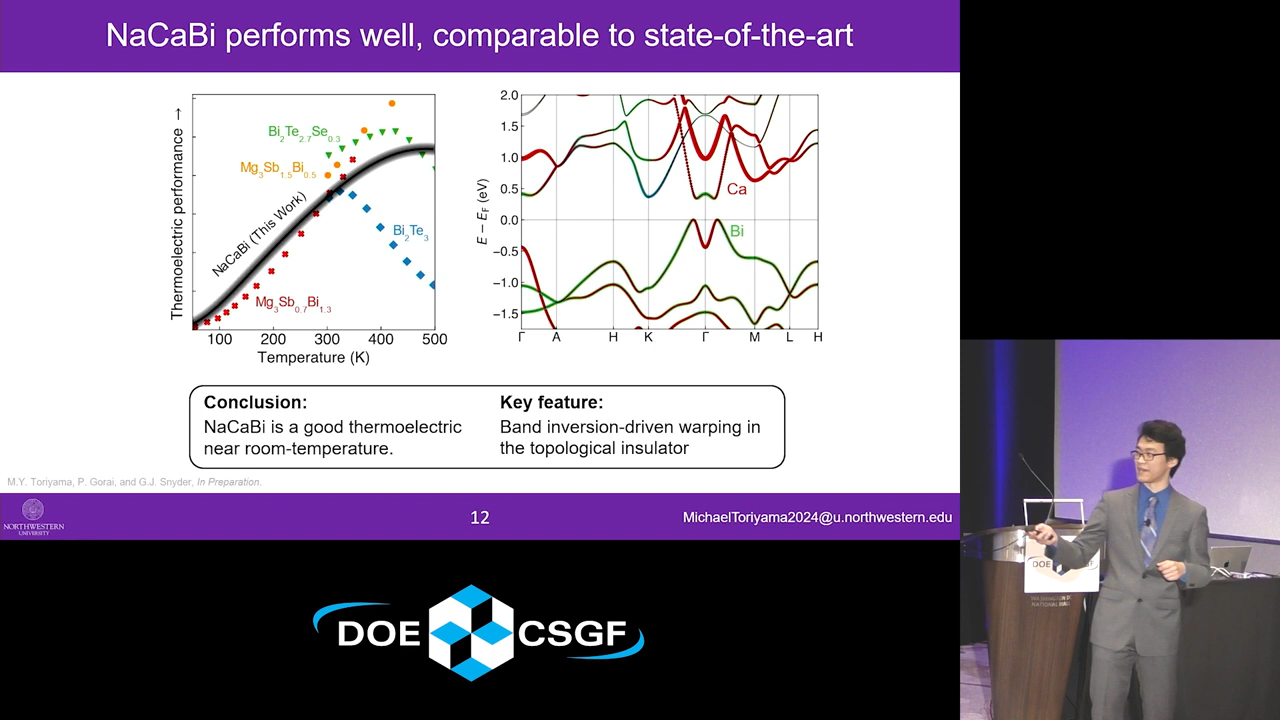 NaCaBi performs well, comparable to state-of-the-art
Thermoelectric performance →
Bi2Te2.7Se0.3
Mg3Sb1.5Bi0.5
NaCaBi (This Work)
Bi2Te3
Mg3Sb0.7Bi1.3
100 200 300 400 500
Temperature (K)
E − EF (eV)
2.0
1.5
1.0
0.5
0.0
−0.5
−1.0
−1.5
Ca
Bi
Γ A H K Γ M L H
Conclusion:
NaCaBi is a good thermoelectric
near room-temperature.
Key feature:
Band inversion-driven warping in
the topological insulator
M.Y. Toriyama, P. Gorai, and G.J. Snyder, In Preparation.
NORTHWESTERN
UNIVERSITY
12
MichaelToriyama2024@u.northwestern.edu
DOE CSGF
DOE CSGF